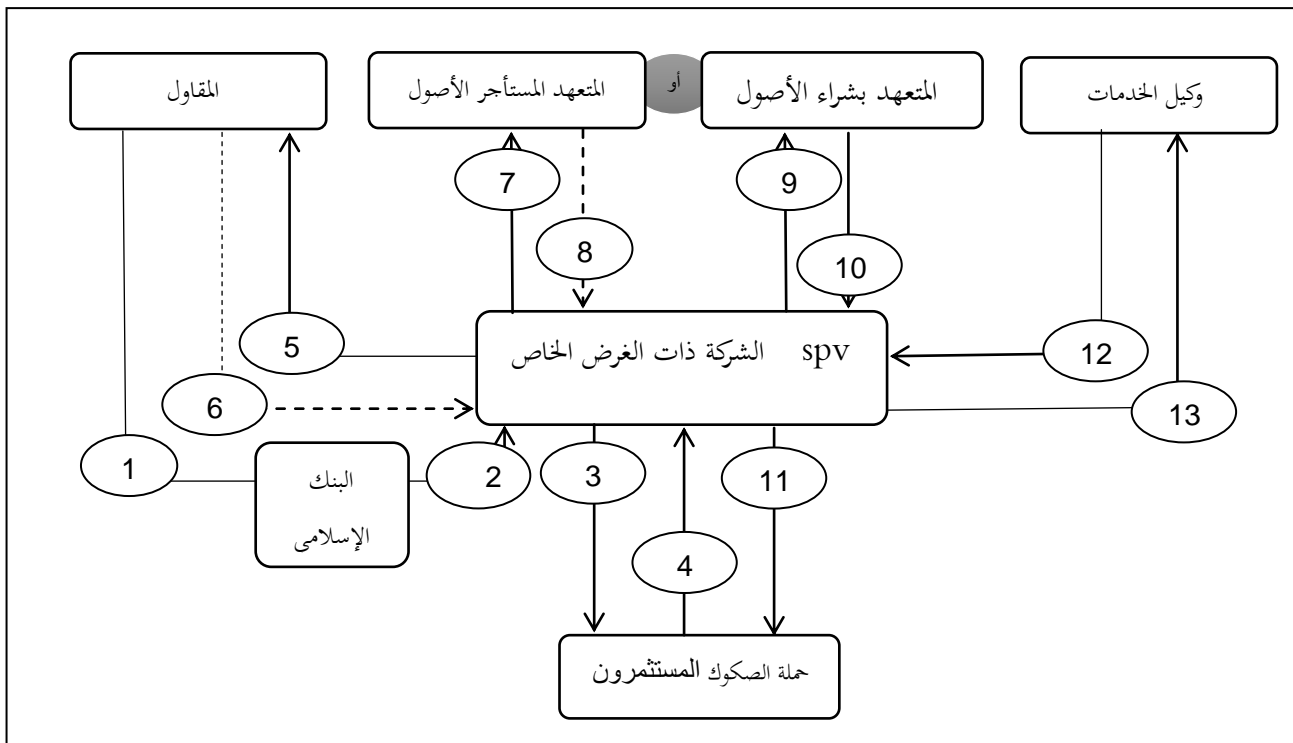 المقاول
المتعهد المستأجر الأصول
أو
المتعهد بشراء الأصول
وكيل الخدمات
7
9
8
10
5
الشركة ذات الغرض الخاص spv
12
6
13
1
البنك
الإسلامى
2
3
11
4
حملة الصكوك المستثمرون